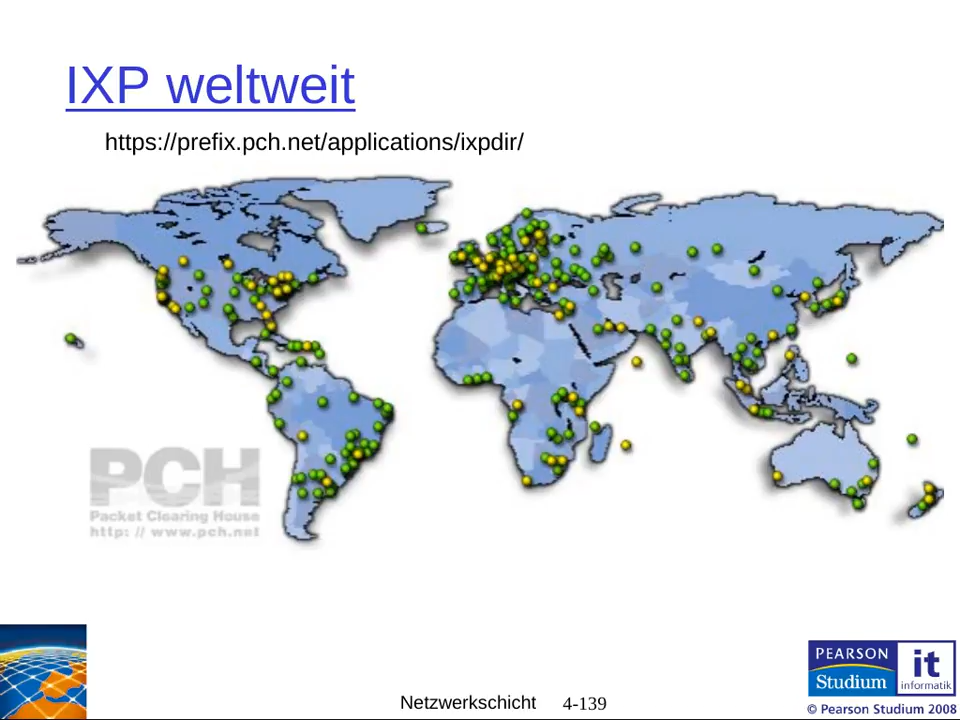 IXP weltweit
https://prefix.pch.net/applications/ixpdir/
PCH
Packet Clearing House
http: // www.pch.net
PEARSON
Studium
it
informatik
Netzwerkschicht 4-139
© Pearson Studium 2008